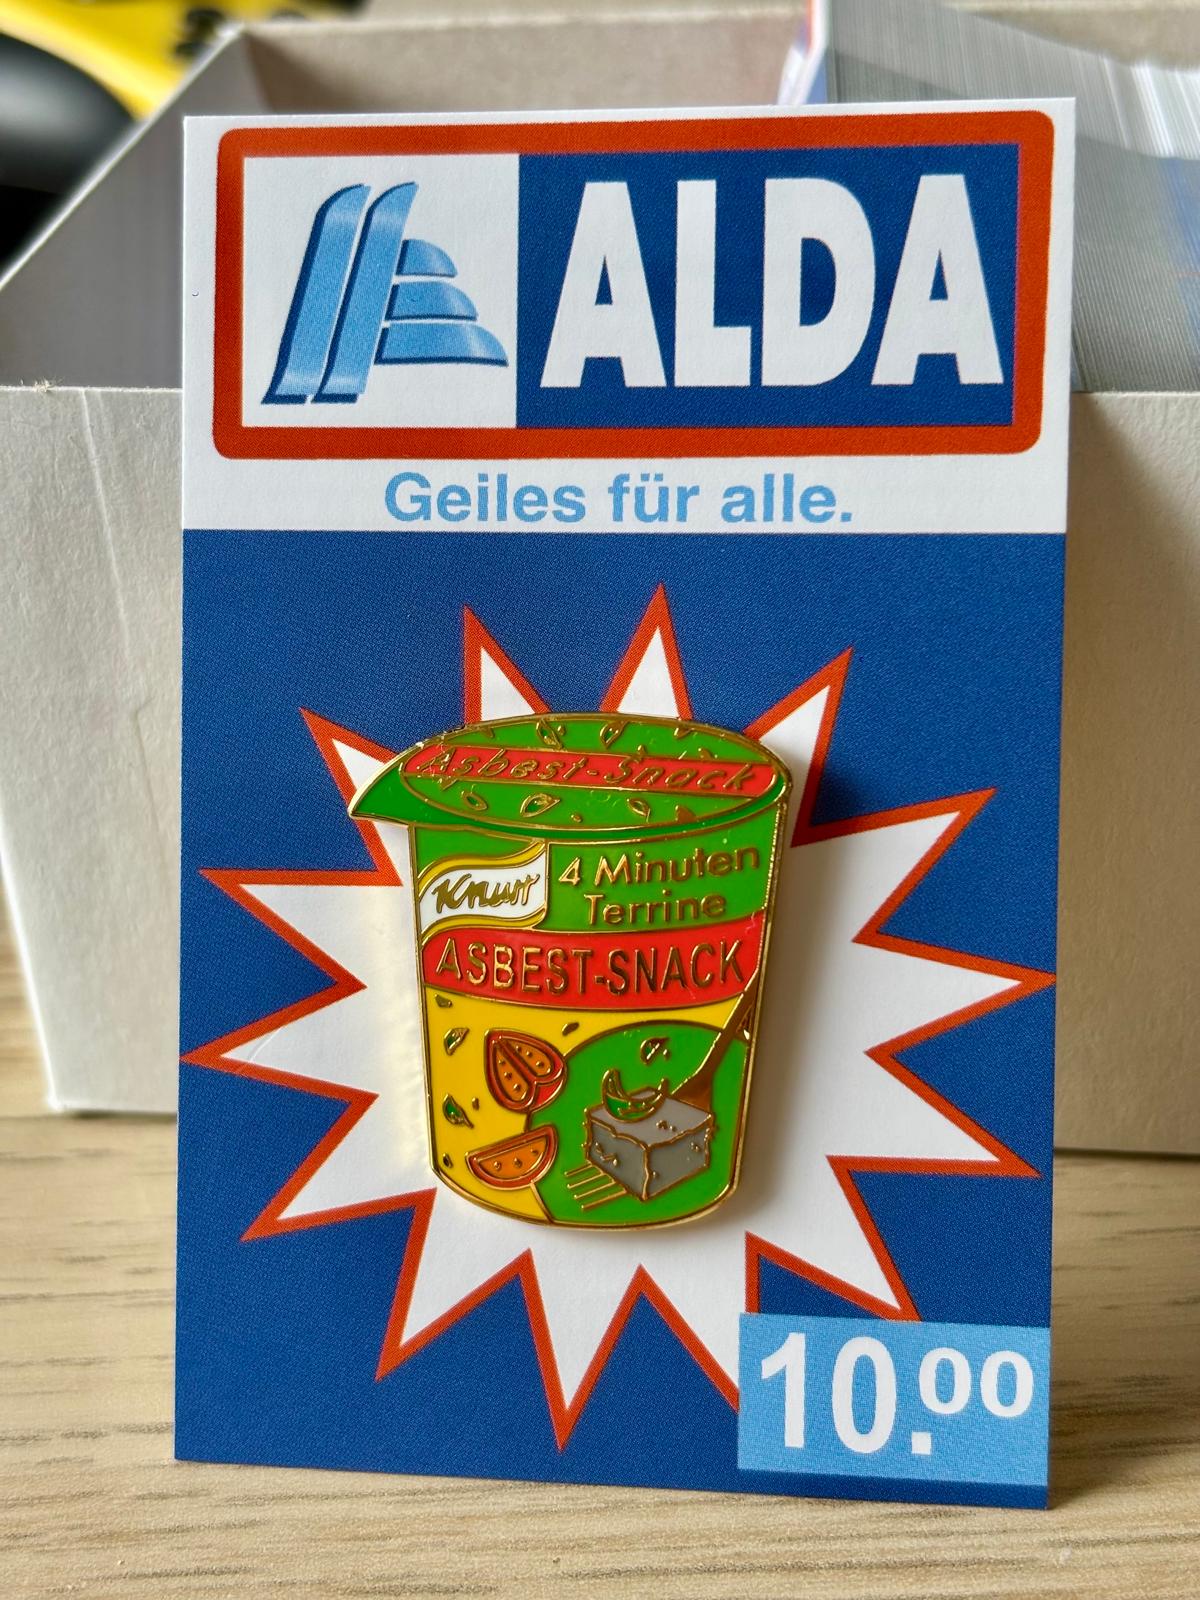 ALDA
Geiles für alle.
Asbest-Snack
Knurr
4 Minuten
Terrine
ASBEST-SNACK
10.00